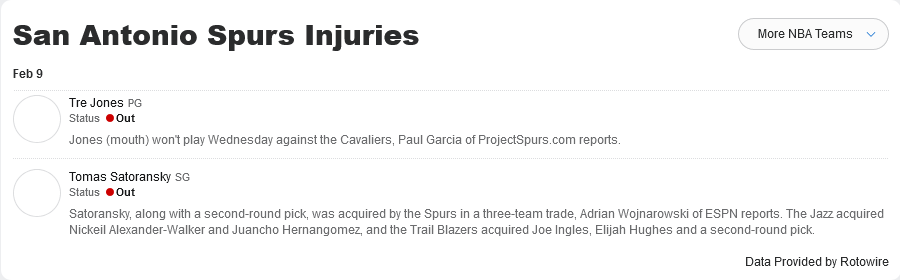 San Antonio Spurs Injuries
More NBA Teams
Feb 9
Tre Jones PG
Status Out
Jones (mouth) won't play Wednesday against the Cavaliers, Paul Garcia of ProjectSpurs.com reports.
Tomas Satoransky SG
Status Out
Satoransky, along with a second-round pick, was acquired by the Spurs in a three-team trade, Adrian Wojnarowski of ESPN reports. The Jazz acquired
Nickeil Alexander-Walker and Juancho Hernangomez, and the Trail Blazers acquired Joe Ingles, Elijah Hughes and a second-round pick.
Data Provided by Rotowire